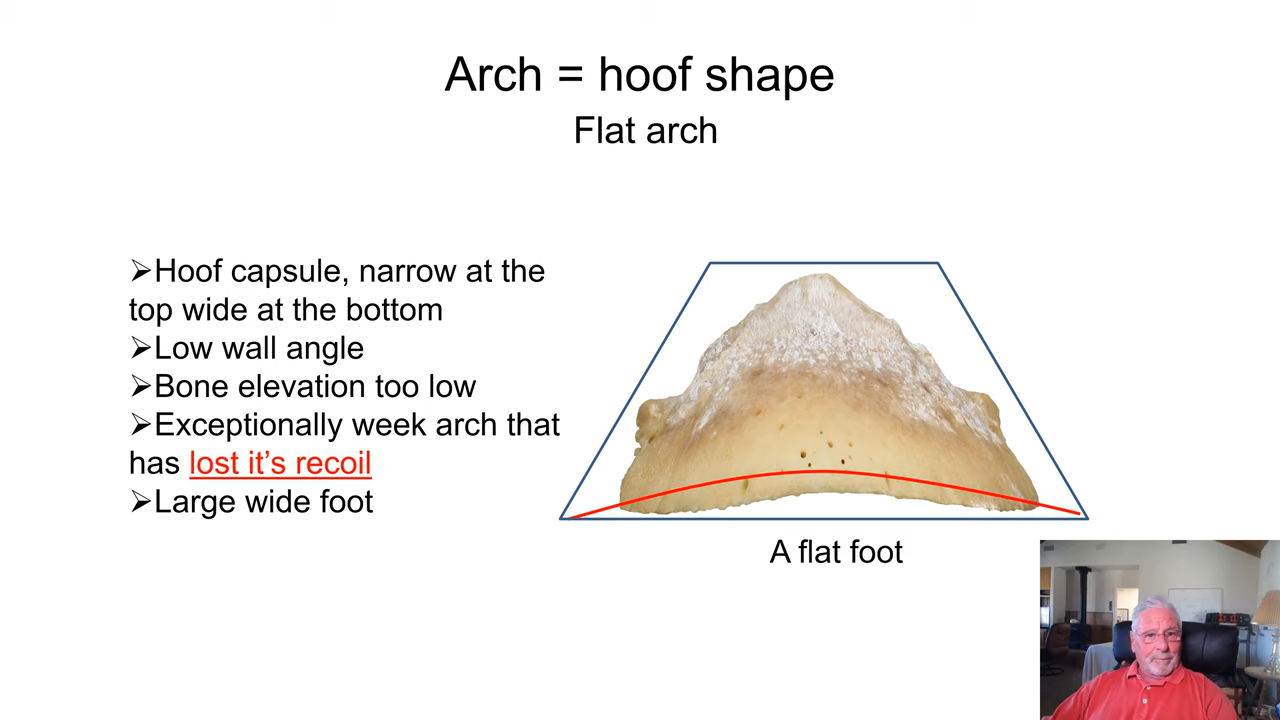 Arch = hoof shape
Flat arch
➢Hoof capsule, narrow at the
top wide at the bottom
➢Low wall angle
➢Bone elevation too low
➢Exceptionally week arch that
has lost it’s recoil
➢Large wide foot
A flat foot